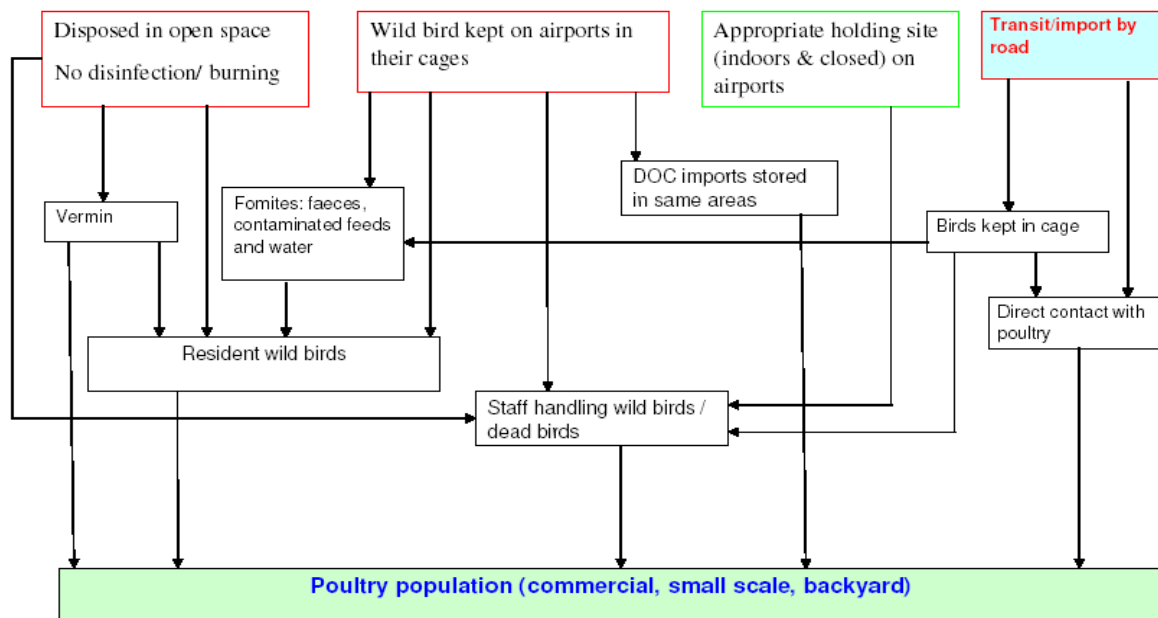 Disposed in open space
No disinfection/ burning
Wild bird kept on airports in
their cages
Appropriate holding site
(indoors & closed) on
airports
Transit/import by
road
Vermin
Fomites: faeces,
contaminated feeds
and water
DOC imports stored
in same areas
Birds kept in cage
Direct contact with
poultry
Resident wild birds
Staff handling wild birds /
dead birds
Poultry population (commercial, small scale, backyard)